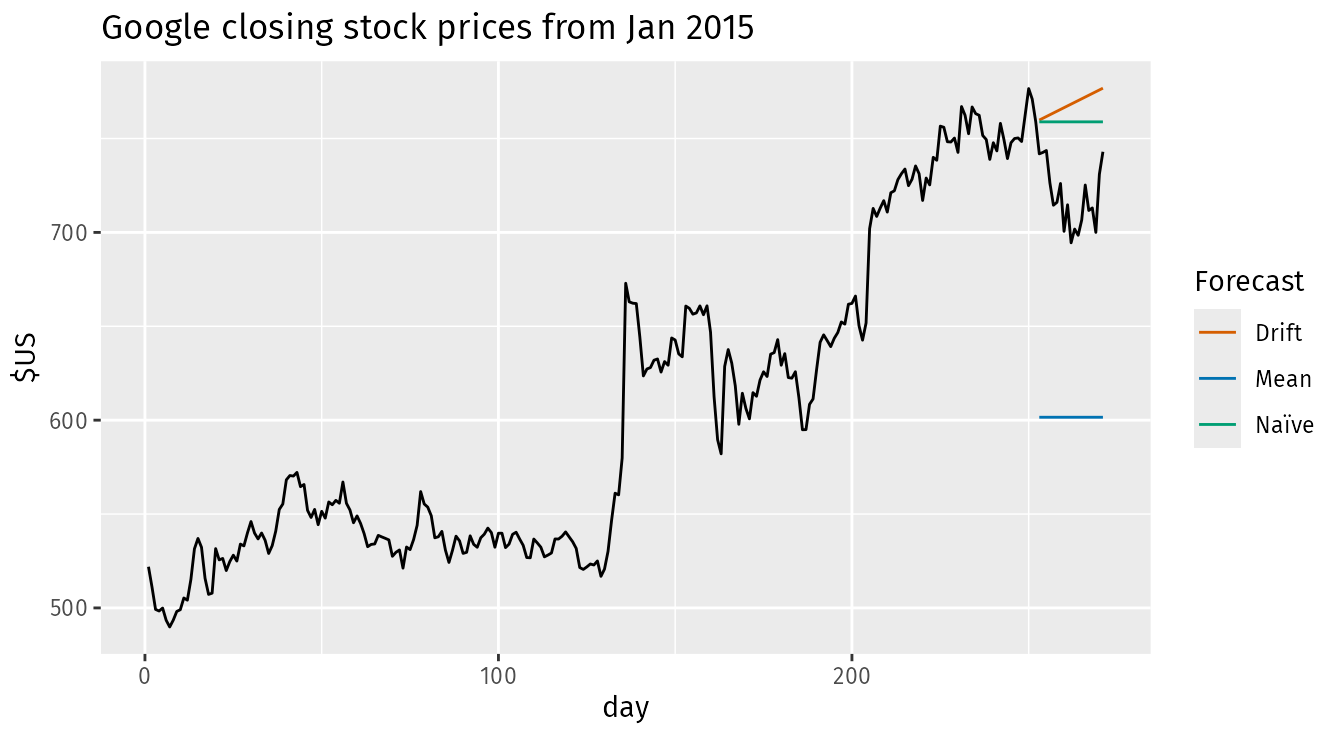 Google closing stock prices from Jan 2015
$US
700
600
500
0
100
200
day
Forecast
Drift
Mean
Naïve